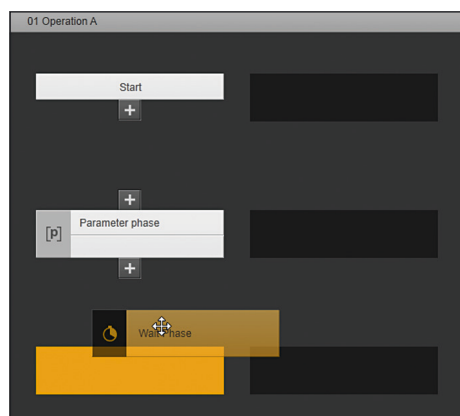 01 Operation A
Start
[p]
Parameter phase
Wait Phase